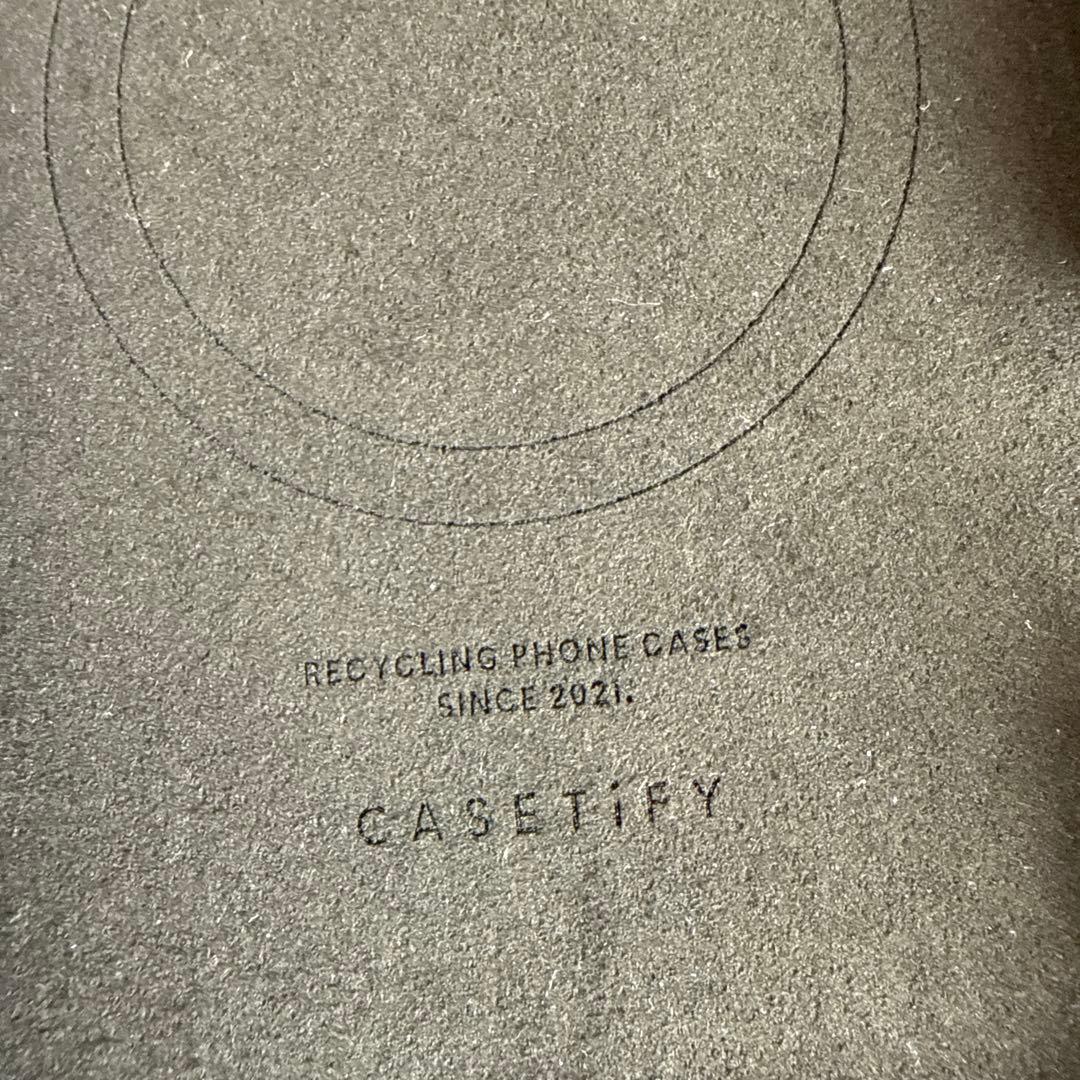 RECYCLING PHONE CASES
SINCE 2021.
CASETiFY